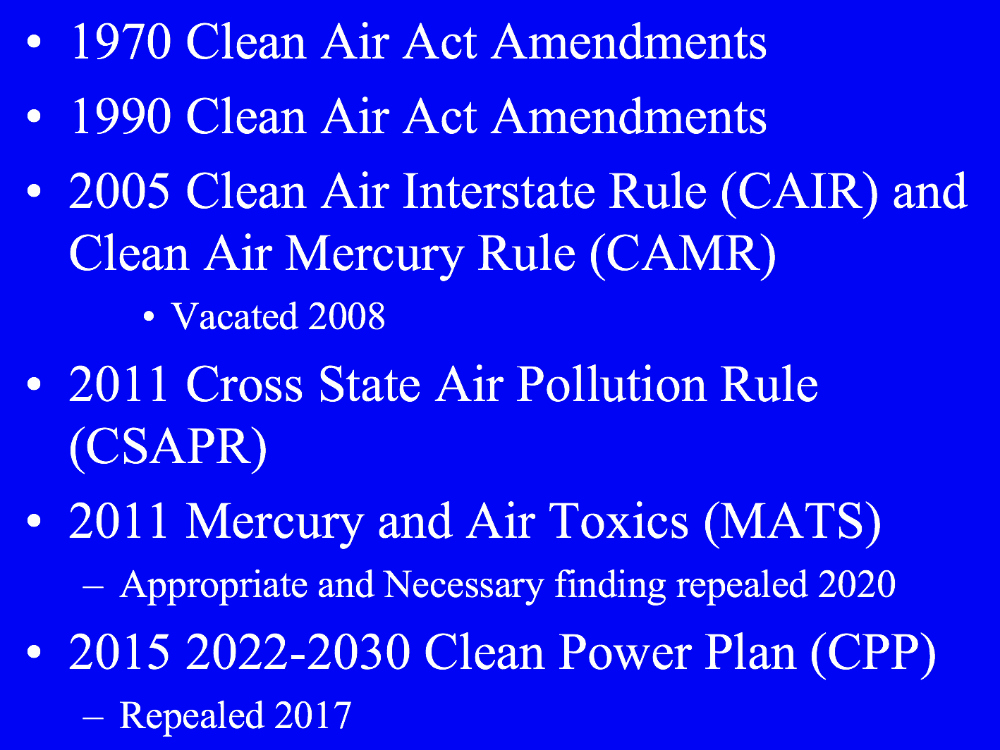 • 1970 Clean Air Act Amendments
• 1990 Clean Air Act Amendments
• 2005 Clean Air Interstate Rule (CAIR) and
Clean Air Mercury Rule (CAMR)
• Vacated 2008
• 2011 Cross State Air Pollution Rule
(CSAPR)
• 2011 Mercury and Air Toxics (MATS)
– Appropriate and Necessary finding repealed 2020
• 2015 2022-2030 Clean Power Plan (CPP)
– Repealed 2017